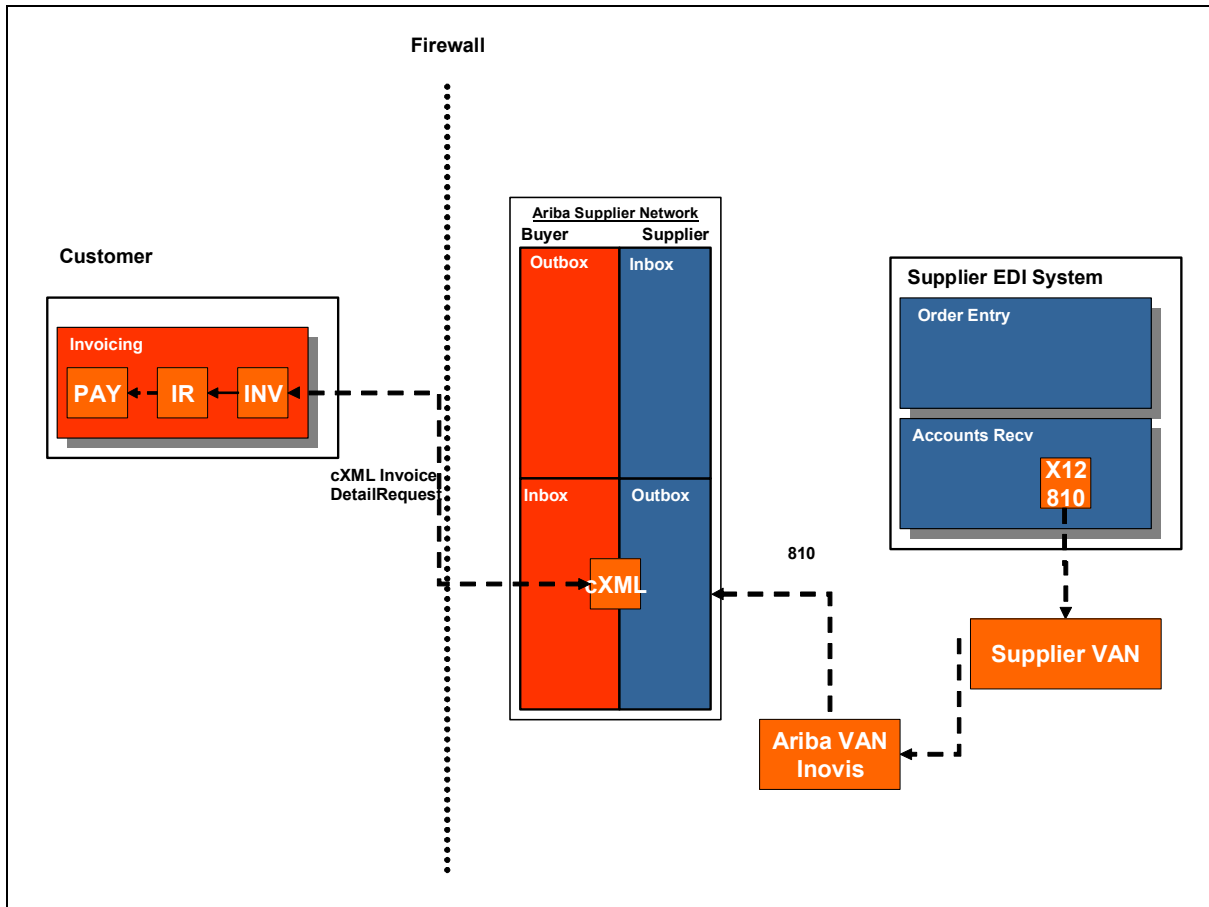 Firewall
Customer
Invoicing
PAY
IR
INV
cXML Invoice
DetailRequest
Ariba Supplier Network
Buyer
Supplier
Outbox
Inbox
Inbox
Outbox
cXML
Supplier EDI System
Order Entry
Accounts Recv
X12
810
810
Supplier VAN
Ariba VAN
Inovis